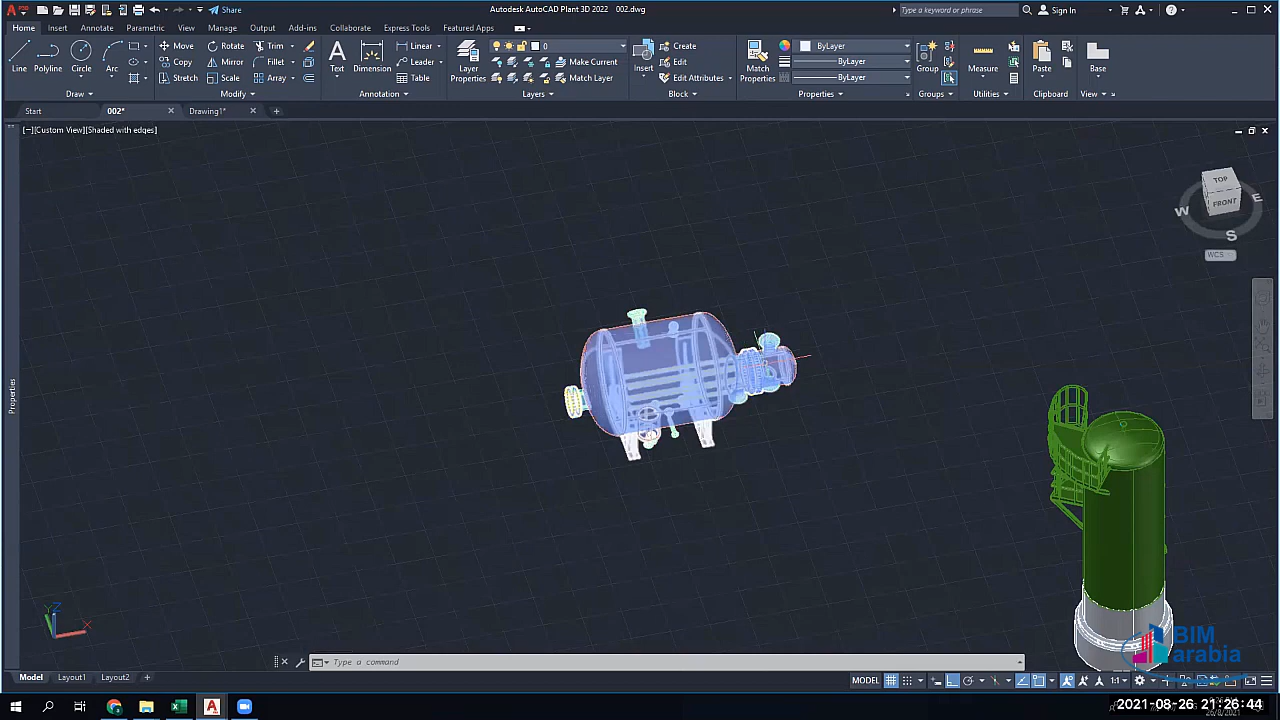 Share
Autodesk AutoCAD Plant 3D 2022 002.dwg
Type a keyword or phrase
Sign In
Home Insert Annotate Parametric View Manage Output Add-ins Collaborate Express Tools Featured Apps
Line
Polyline
Circle
Arc
Draw
Move
Rotate
Trim
Copy
Mirror
Fillet
Stretch
Scale
Array
Modify
Text
Dimension
Linear
Leader
Table
Annotation
Layer Properties
0
Make Current
Match Layer
Layers
Insert
Create
Edit
Edit Attributes
Block
Match Properties
ByLayer
ByLayer
ByLayer
Properties
Group
Groups
Measure
Utilities
Paste
Clipboard
Base
View
Start
002*
Drawing1*
[−][Custom View][Shaded with edges]
TOP
FRONT
W
E
S
WCS
Properties
Y
Z
X
Type a command
BIM
arabia
Model
Layout1
Layout2
MODEL
1:1
2021-08-26 21:26:44